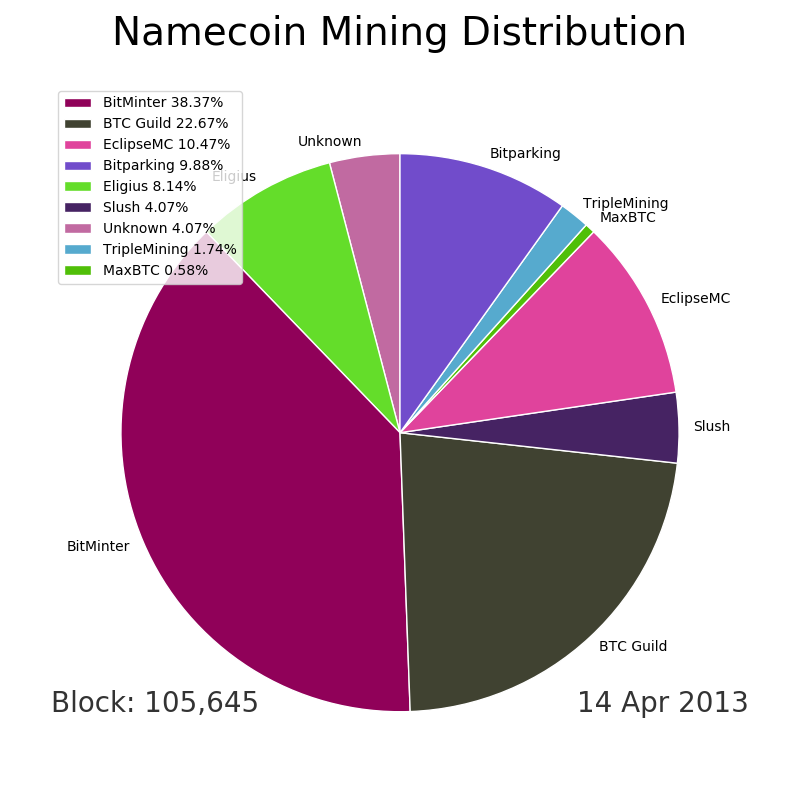 Namecoin Mining Distribution
BitMinter 38.37%
BTC Guild 22.67%
EclipseMC 10.47%
Bitparking 9.88%
Eligius 8.14%
Slush 4.07%
Unknown 4.07%
TripleMining 1.74%
MaxBTC 0.58%
Eligius
Unknown
Bitparking
TripleMining
MaxBTC
EclipseMC
Slush
BitMinter
BTC Guild
Block: 105,645
14 Apr 2013